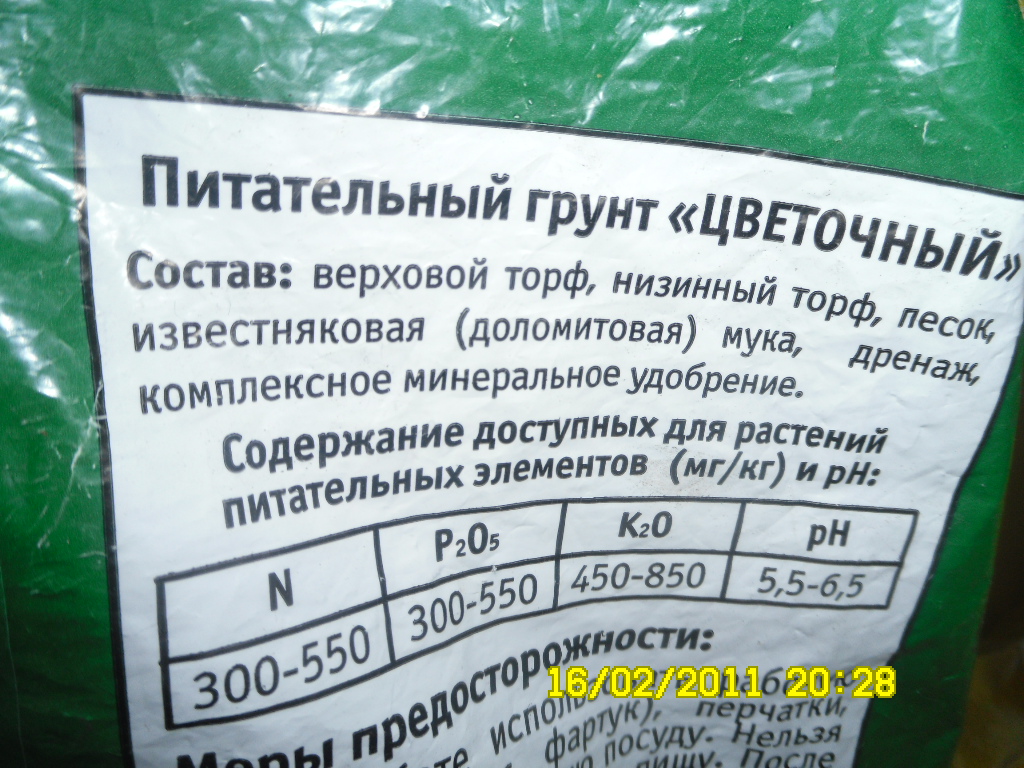 Питательный грунт «ЦВЕТОЧНЫЙ»
Состав: верховой торф, низинный торф, песок,
известняковая (доломитовая) мука, дренаж,
комплексное минеральное удобрение.
Содержание доступных для растений
питательных элементов (мг/кг) и pH:
N P₂O₅ K₂O pH
300-550 300-550 450-850 5,5-6,5
Меры предосторожности:
16/02/2011 20:28
фартук), перчатки,
посуду. Нельзя
пищу. После